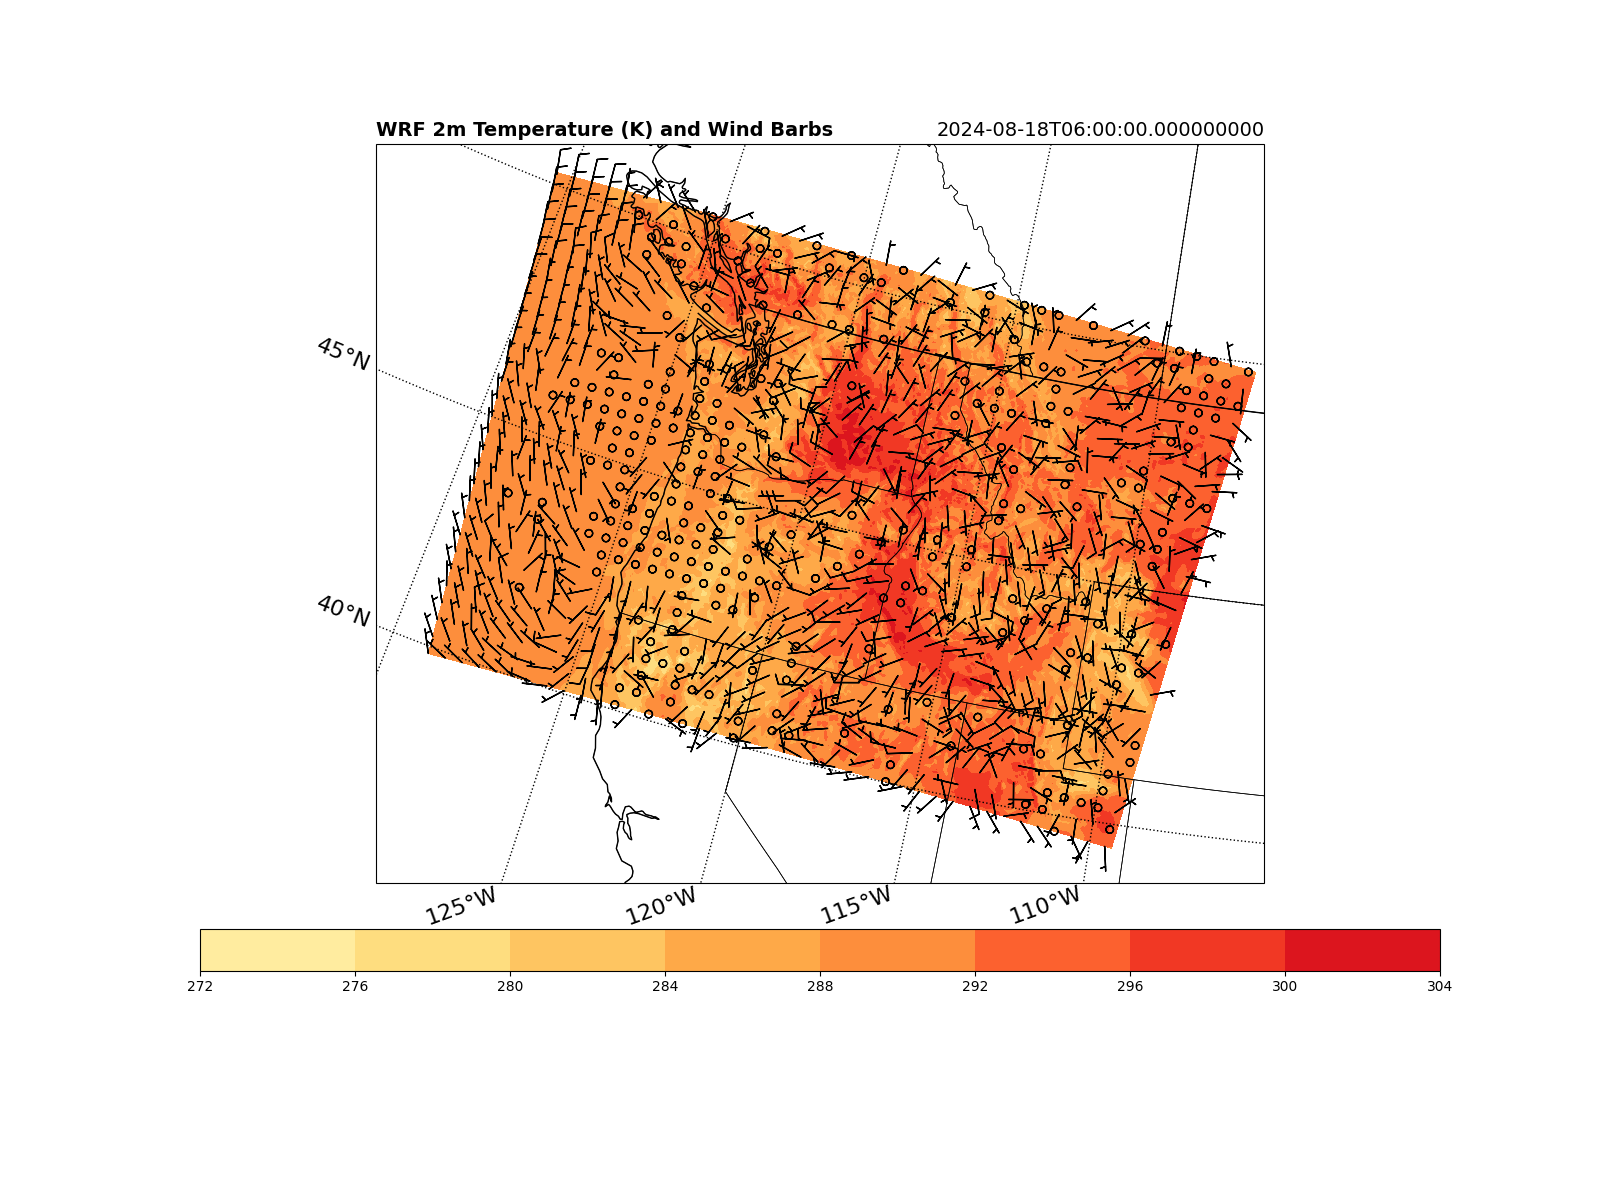 WRF 2m Temperature (K) and Wind Barbs 2024-08-18T06:00:00.000000000
45°N
40°N
125°W 120°W 115°W 110°W
272 276 280 284 288 292 296 300 304